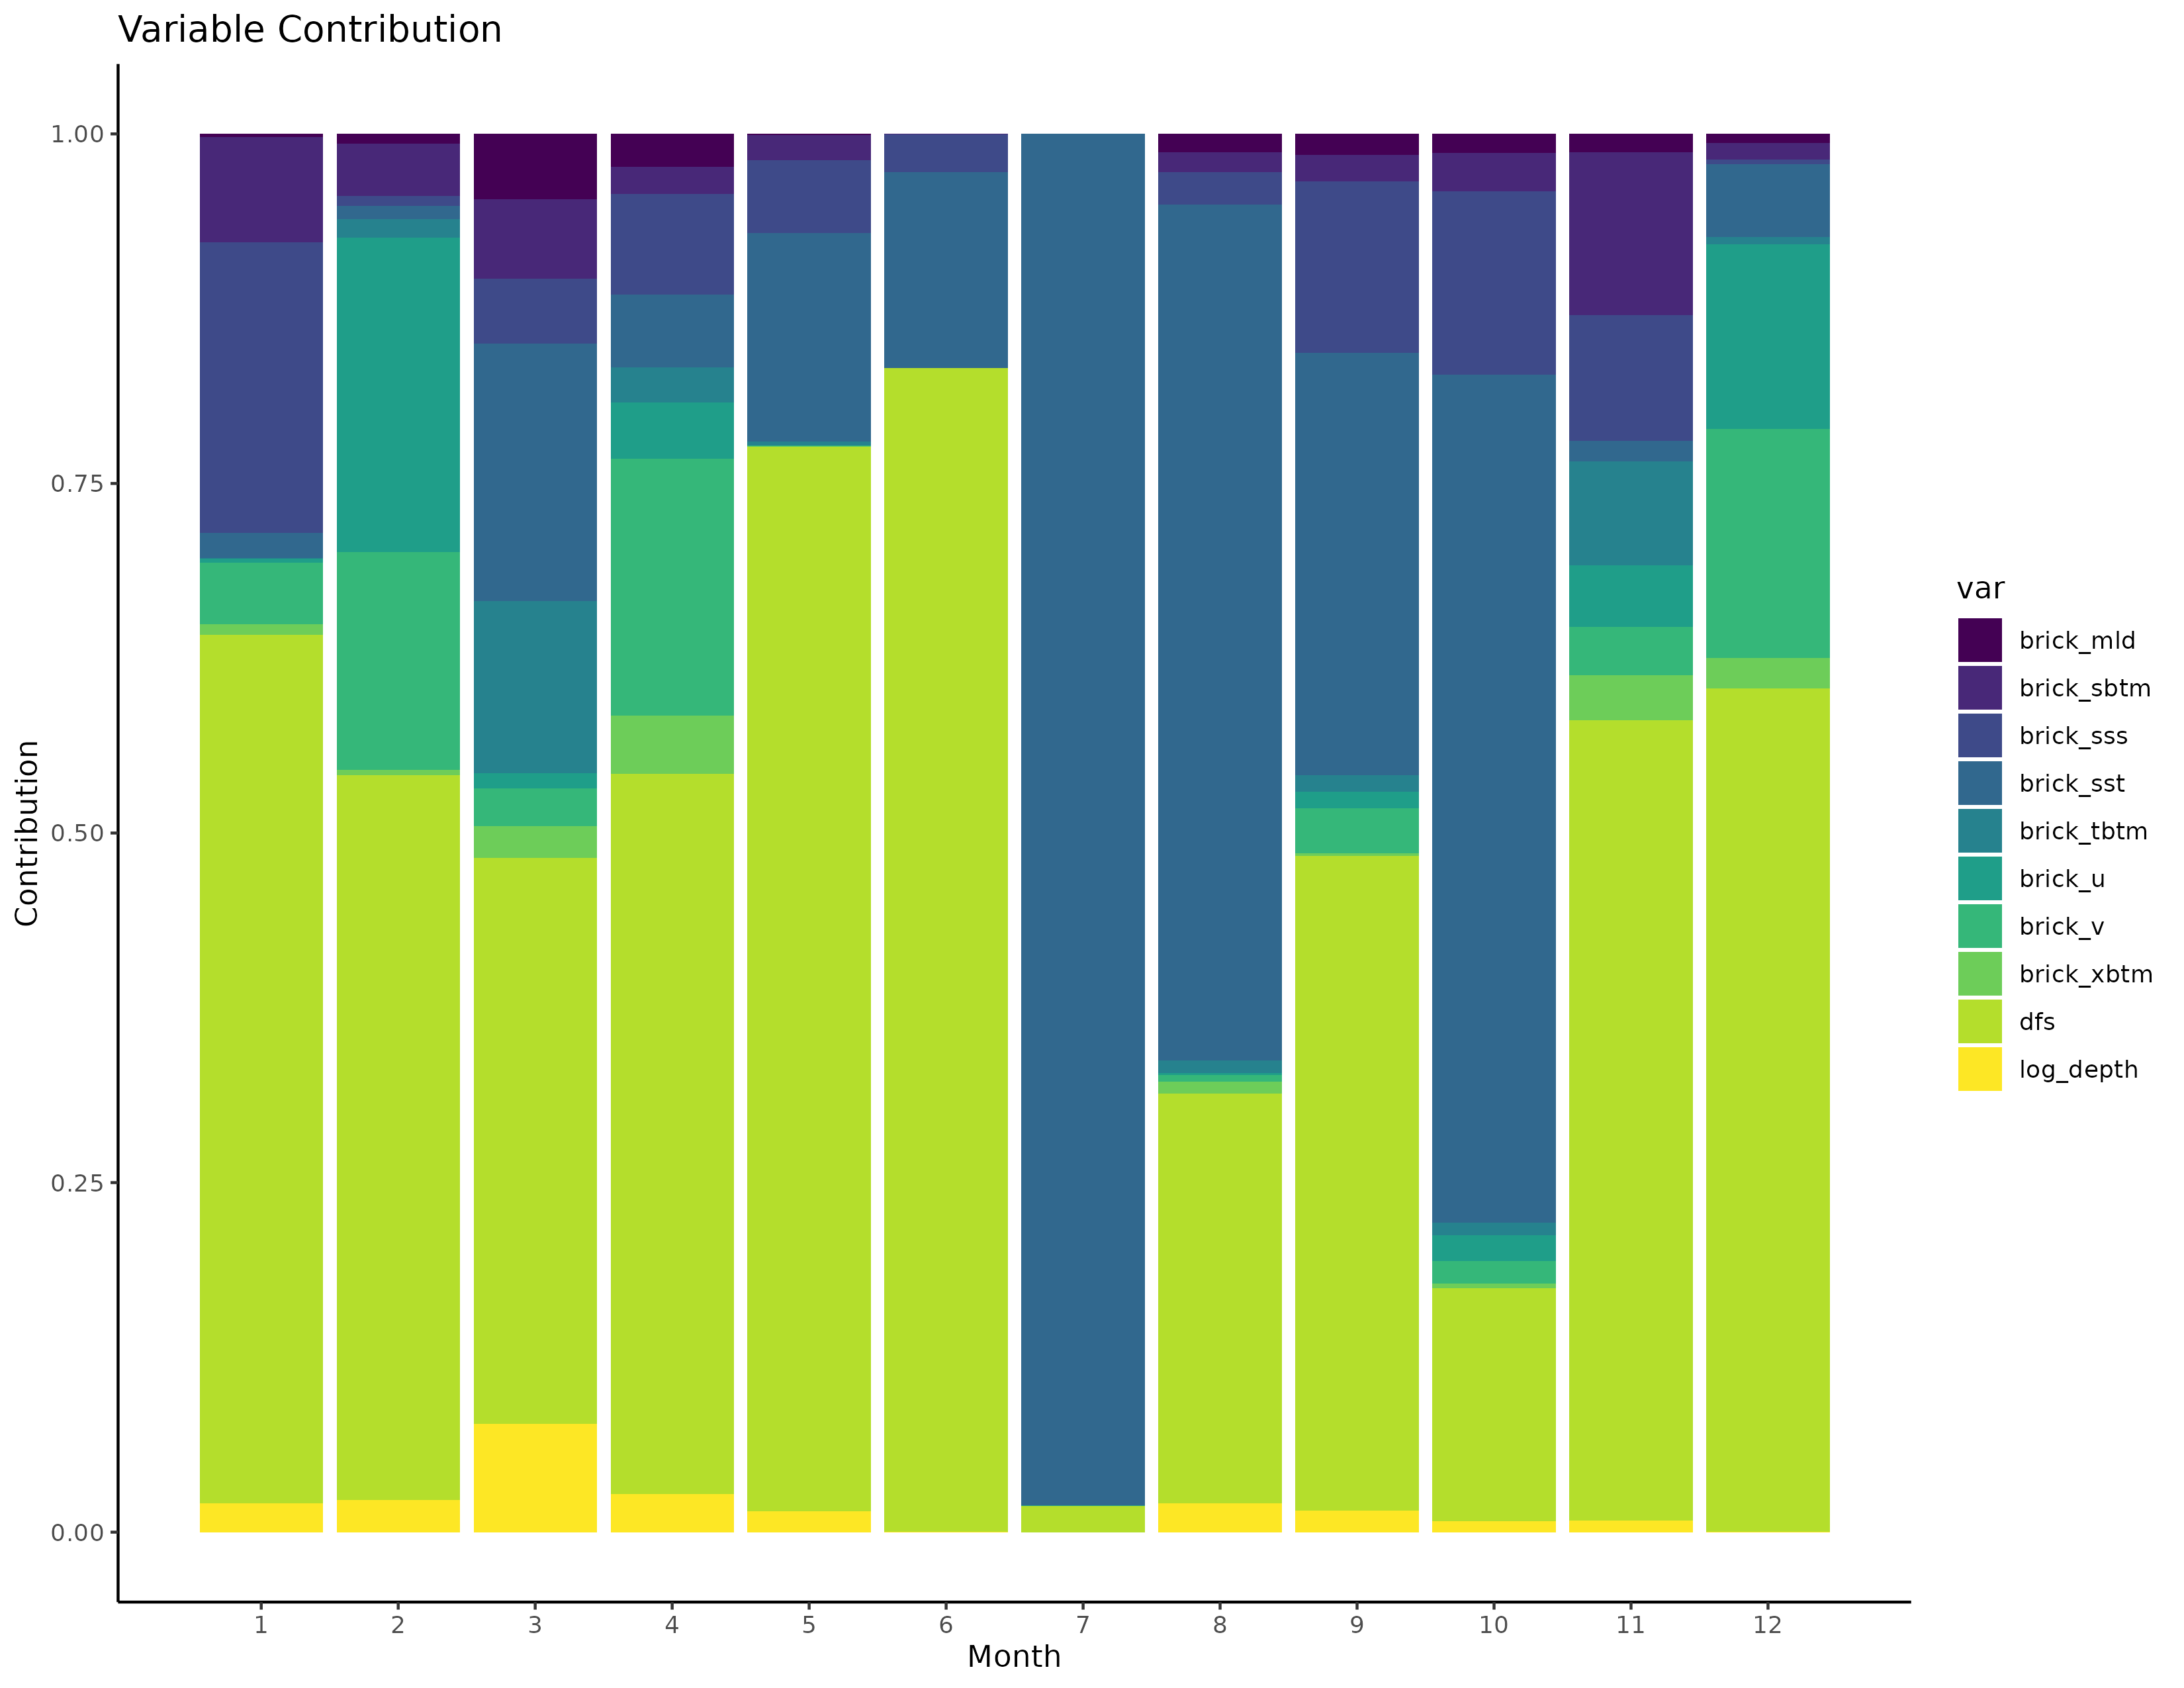 Variable Contribution
1.00
0.75
0.50
0.25
0.00
Contribution
1 2 3 4 5 6 7 8 9 10 11 12
Month
var
brick_mld
brick_sbtm
brick_sss
brick_sst
brick_tbtm
brick_u
brick_v
brick_xbtm
dfs
log_depth